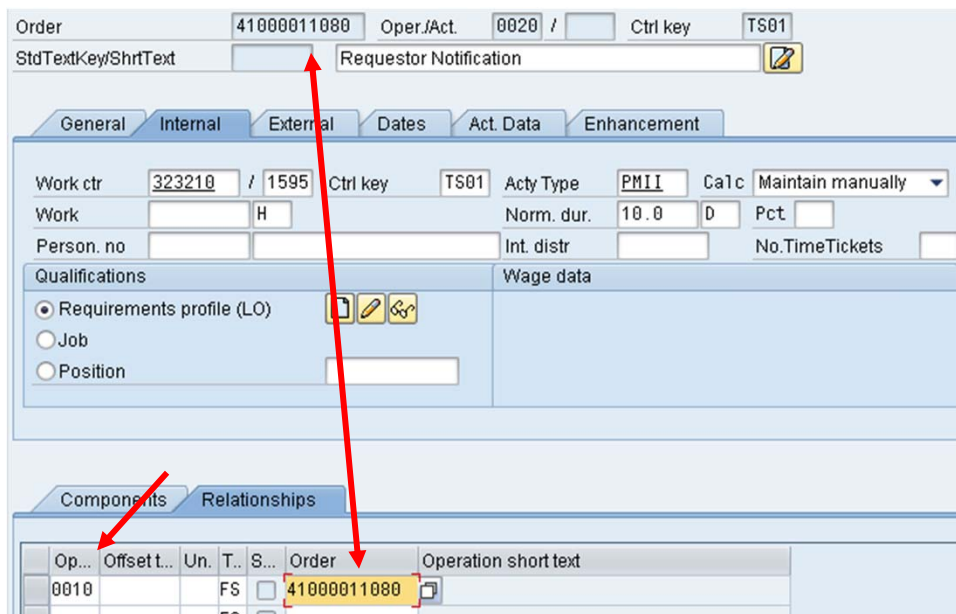 Order 41000011080 Oper./Act. 0020 / Ctrl key TS01
StdTextKey/ShrtText Requestor Notification
General Internal External Dates Act. Data Enhancement
Work ctr 323210 / 1595 Ctrl key TS01 Acty Type PMII Calc Maintain manually
Work H Norm. dur. 10.0 D Pct
Person. no Int. distr No.TimeTickets
Qualifications Wage data
Requirements profile (LO)
Job
Position
Components Relationships
Op... Offset t... Un. T.. S... Order Operation short text
0010 FS 41000011080